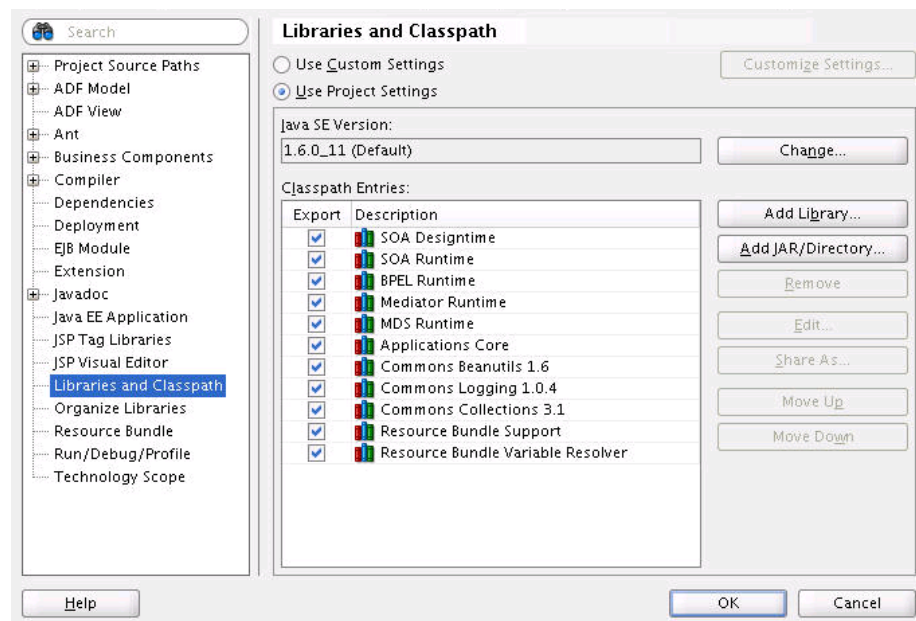 Search
Project Source Paths
ADF Model
ADF View
Ant
Business Components
Compiler
Dependencies
Deployment
EJB Module
Extension
Javadoc
Java EE Application
JSP Tag Libraries
JSP Visual Editor
Libraries and Classpath
Organize Libraries
Resource Bundle
Run/Debug/Profile
Technology Scope
Libraries and Classpath
Use Custom Settings
Customize Settings...
Use Project Settings
Java SE Version:
1.6.0_11 (Default)
Change...
Classpath Entries:
Export Description
SOA Designtime
SOA Runtime
BPEL Runtime
Mediator Runtime
MDS Runtime
Applications Core
Commons Beanutils 1.6
Commons Logging 1.0.4
Commons Collections 3.1
Resource Bundle Support
Resource Bundle Variable Resolver
Add Library...
Add JAR/Directory...
Remove
Edit...
Share As...
Move Up
Move Down
Help
OK
Cancel